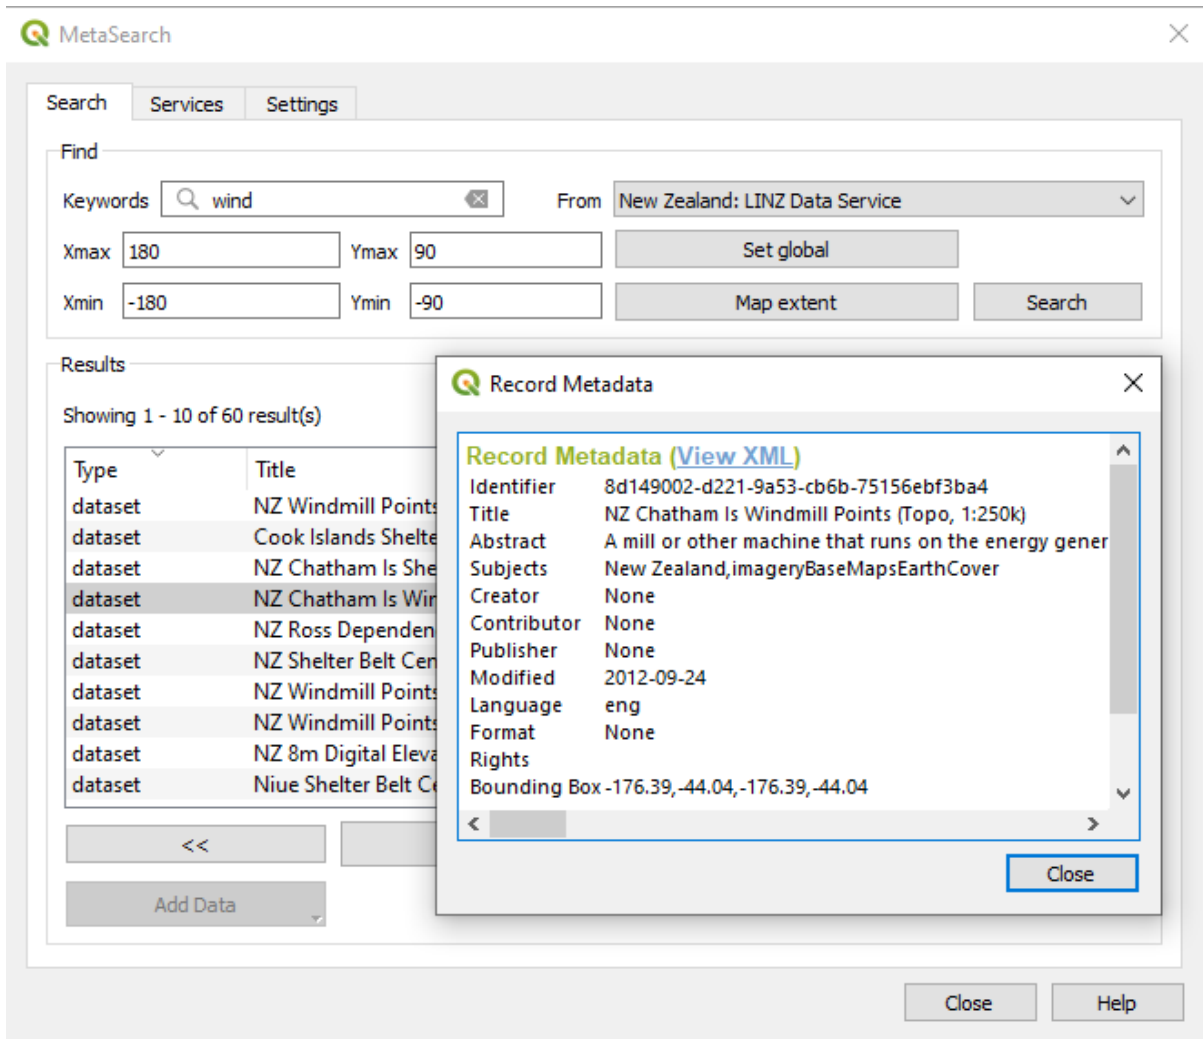 MetaSearch
Search Services Settings
Find
Keywords wind From New Zealand: LINZ Data Service
Xmax 180 Ymax 90 Set global
Xmin -180 Ymin -90 Map extent Search
Results
Showing 1 - 10 of 60 result(s)
Type Title
dataset NZ Windmill Points
dataset Cook Islands Shelte
dataset NZ Chatham Is She
dataset NZ Chatham Is Wir
dataset NZ Ross Dependen
dataset NZ Shelter Belt Cen
dataset NZ Windmill Points
dataset NZ Windmill Points
dataset NZ 8m Digital Eleva
dataset Niue Shelter Belt Ce
<<
Add Data
Record Metadata
Record Metadata (View XML)
Identifier 8d149002-d221-9a53-cb6b-75156ebf3ba4
Title NZ Chatham Is Windmill Points (Topo, 1:250k)
Abstract A mill or other machine that runs on the energy gener
Subjects New Zealand,imageryBaseMapsEarthCover
Creator None
Contributor None
Publisher None
Modified 2012-09-24
Language eng
Format None
Rights
Bounding Box -176.39,-44.04,-176.39,-44.04
Close
Close Help